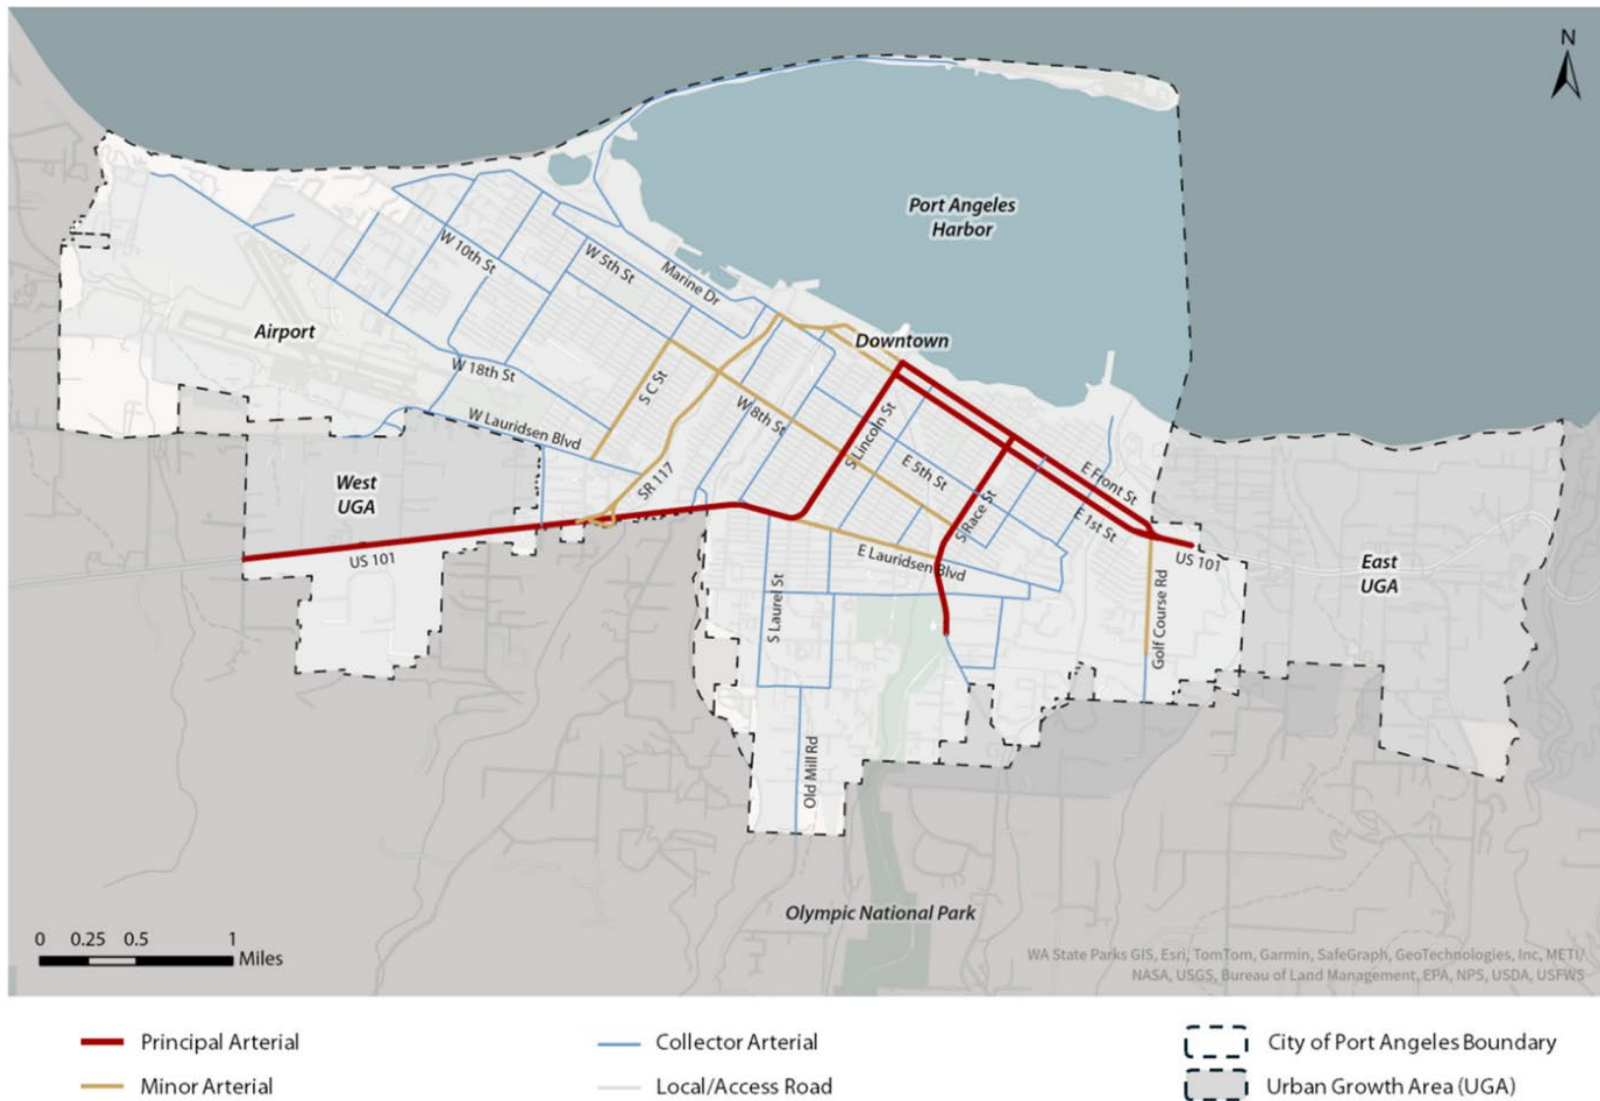 N
Port Angeles
Harbor
W 10th St
W 5th St
Marine Dr
Airport
Downtown
W 18th St
S C St
W 8th St
S Lincoln St
W Lauridsen Blvd
E 5th St
E Front St
West
UGA
SR 117
S Race St
E 1st St
US 101
E Lauridsen Blvd
US 101
East
UGA
S Laurel St
Golf Course Rd
Old Mill Rd
Olympic National Park
0 0.25 0.5 1
Miles
WA State Parks GIS, Esri, TomTom, Garmin, SafeGraph, GeoTechnologies, Inc, METI/
NASA, USGS, Bureau of Land Management, EPA, NPS, USDA, USFWS
Principal Arterial
Collector Arterial
City of Port Angeles Boundary
Minor Arterial
Local/Access Road
Urban Growth Area (UGA)